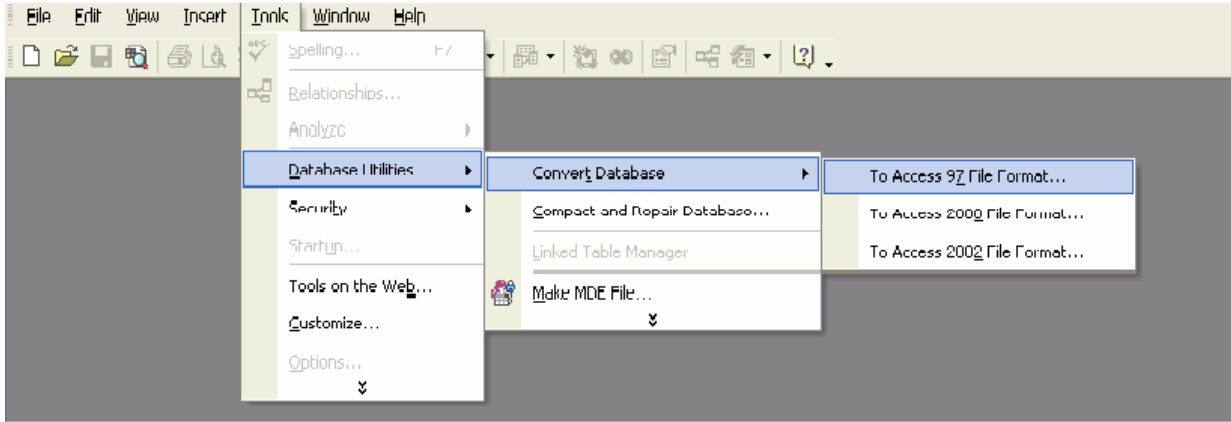 File Edit View Insert Tools Window Help
Spelling... F7
Relationships...
Analyze
Database Utilities
Security
Startup...
Tools on the Web...
Customize...
Options...
Convert Database
Compact and Repair Database...
Linked Table Manager
Make MDE File...
To Access 97 File Format...
To Access 2000 File Format...
To Access 2002 File Format...